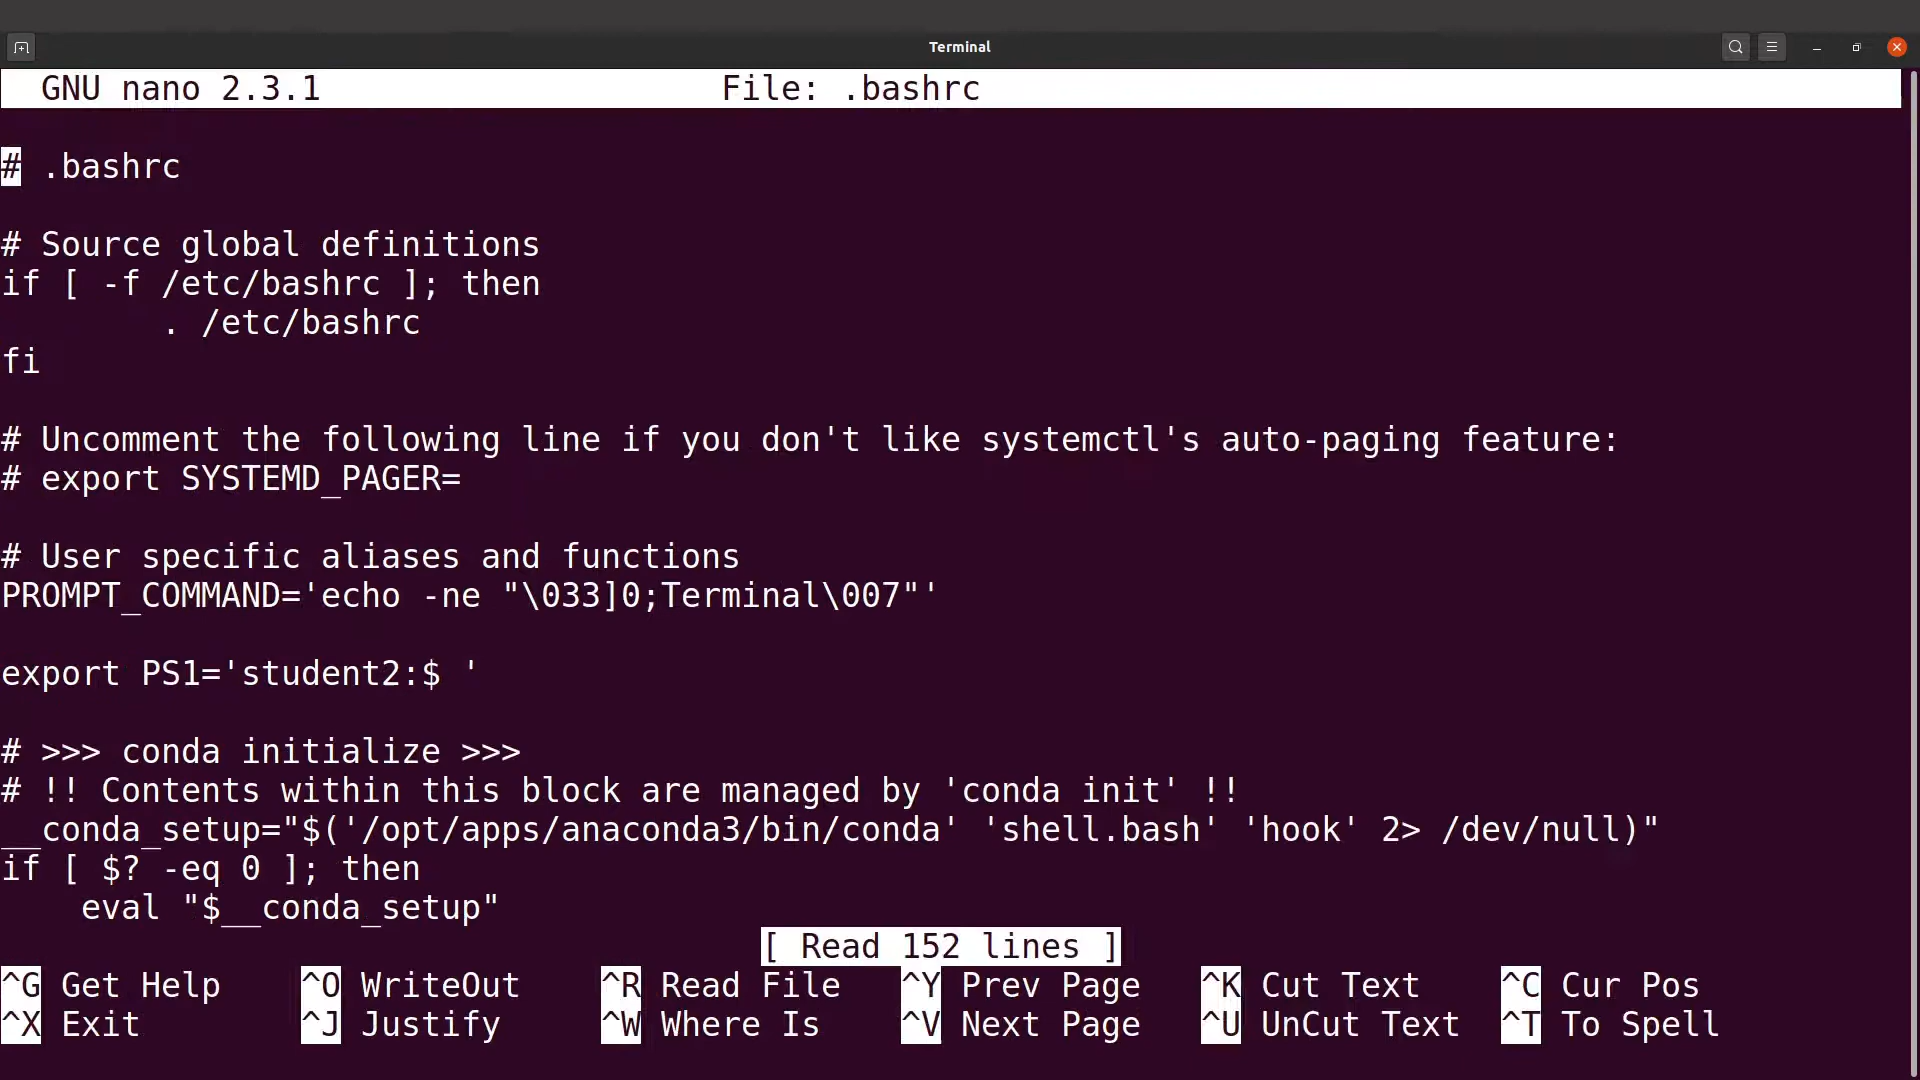 Terminal
GNU nano 2.3.1 File: .bashrc
# .bashrc
# Source global definitions
if [ -f /etc/bashrc ]; then
        . /etc/bashrc
fi
# Uncomment the following line if you don't like systemctl's auto-paging feature:
# export SYSTEMD_PAGER=
# User specific aliases and functions
PROMPT_COMMAND='echo -ne "\033]0;Terminal\007"'
export PS1='student2:$ '
# >>> conda initialize >>>
# !! Contents within this block are managed by 'conda init' !!
__conda_setup="$('/opt/apps/anaconda3/bin/conda' 'shell.bash' 'hook' 2> /dev/null)"
if [ $? -eq 0 ]; then
    eval "$__conda_setup"
[ Read 152 lines ]
^G Get Help ^O WriteOut ^R Read File ^Y Prev Page ^K Cut Text ^C Cur Pos
^X Exit ^J Justify ^W Where Is ^V Next Page ^U UnCut Text ^T To Spell